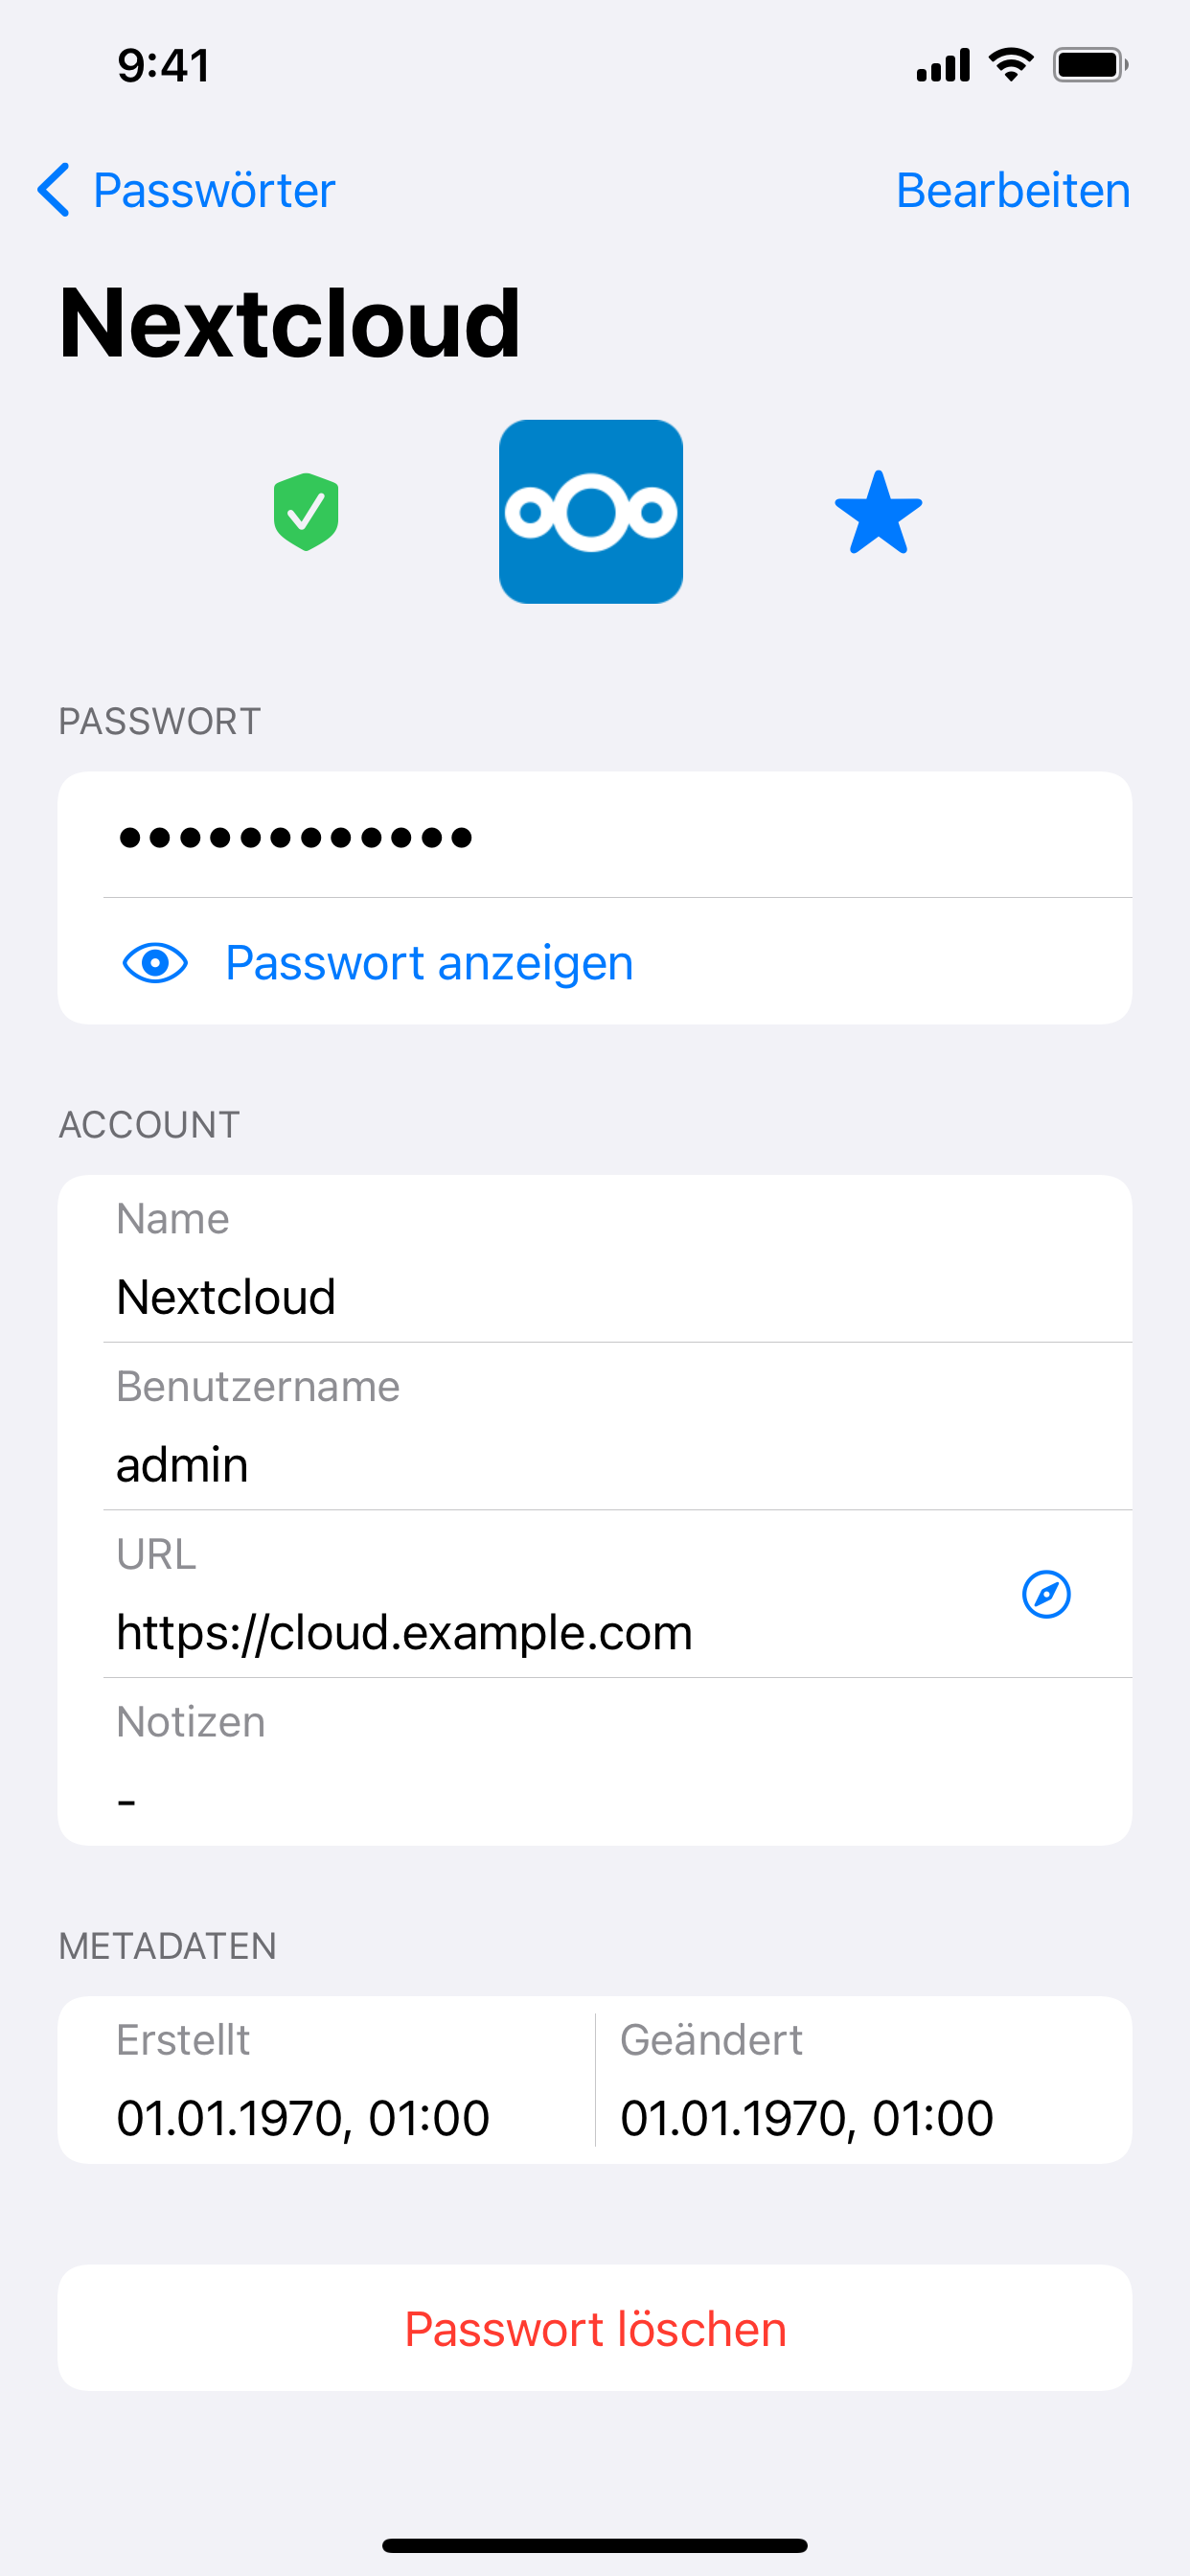 9:41
Passwörter
Bearbeiten
Nextcloud
PASSWORT
••••••••••••
Passwort anzeigen
ACCOUNT
Name
Nextcloud
Benutzername
admin
URL
https://cloud.example.com
Notizen
-
METADATEN
Erstellt
01.01.1970, 01:00
Geändert
01.01.1970, 01:00
Passwort löschen